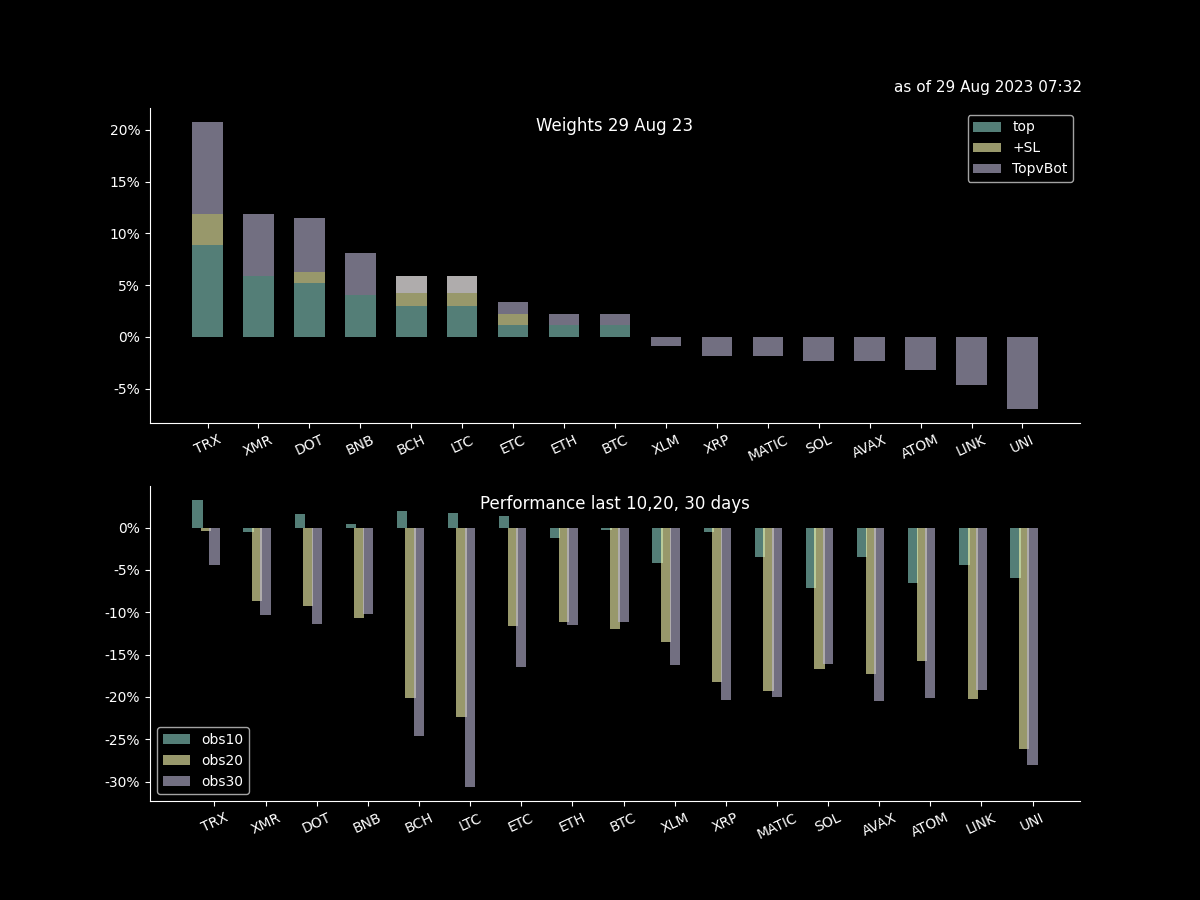 as of 29 Aug 2023 07:32
Weights 29 Aug 23
top
+SL
TopvBot
20%
15%
10%
5%
0%
-5%
TRX XMR DOT BNB BCH LTC ETC ETH BTC XLM XRP MATIC SOL AVAX ATOM LINK UNI
Performance last 10,20, 30 days
0%
-5%
-10%
-15%
-20%
-25%
-30%
obs10
obs20
obs30
TRX XMR DOT BNB BCH LTC ETC ETH BTC XLM XRP MATIC SOL AVAX ATOM LINK UNI